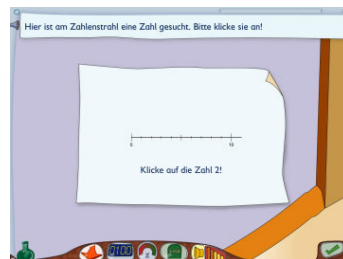 Hier ist am Zahlenstrahl eine Zahl gesucht. Bitte klicke sie an!
0 10
Klicke auf die Zahl 2!